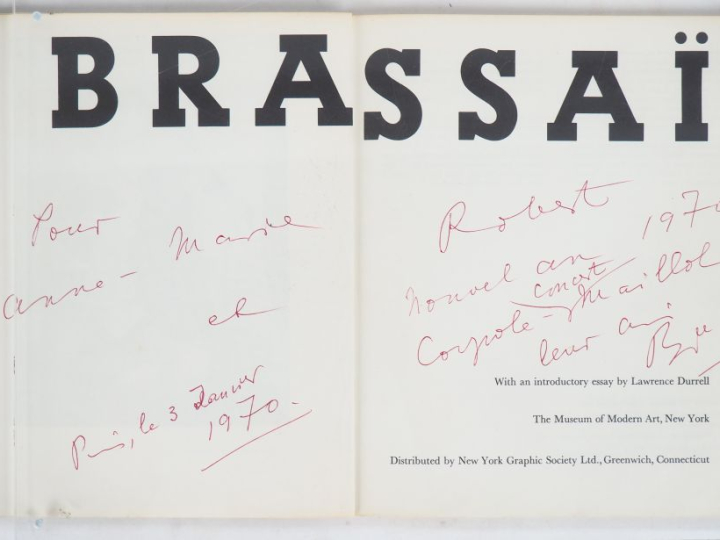 BRASSAÏ
Pour
Anne-Marie
et
Paris, le 3 Janvier
1970.
Robert
Nouvel an 1970
concert
Maillol
leur ami
With an introductory essay by Lawrence Durrell
The Museum of Modern Art, New York
Distributed by New York Graphic Society Ltd., Greenwich, Connecticut